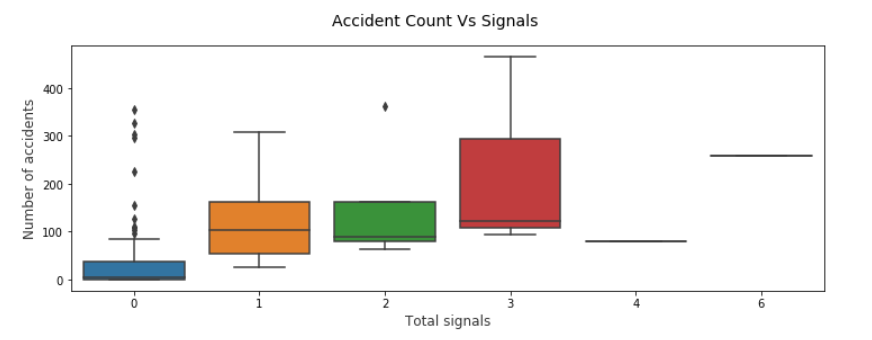 Accident Count Vs Signals
Number of accidents
400
300
200
100
0
0 1 2 3 4 6
Total signals